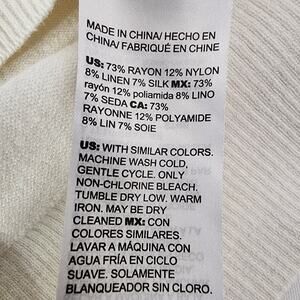 MADE IN CHINA/ HECHO EN
CHINA/ FABRIQUÉ EN CHINE
US: 73% RAYON 12% NYLON
8% LINEN 7% SILK MX: 73%
rayón 12% poliamida 8% LINO
7% SEDA CA: 73%
RAYONNE 12% POLYAMIDE
8% LIN 7% SOIE
US: WITH SIMILAR COLORS.
MACHINE WASH COLD,
GENTLE CYCLE. ONLY
NON-CHLORINE BLEACH.
TUMBLE DRY LOW. WARM
IRON. MAY BE DRY
CLEANED MX: CON
COLORES SIMILARES.
LAVAR A MÁQUINA CON
AGUA FRÍA EN CICLO
SUAVE. SOLAMENTE
BLANQUEADOR SIN CLORO.